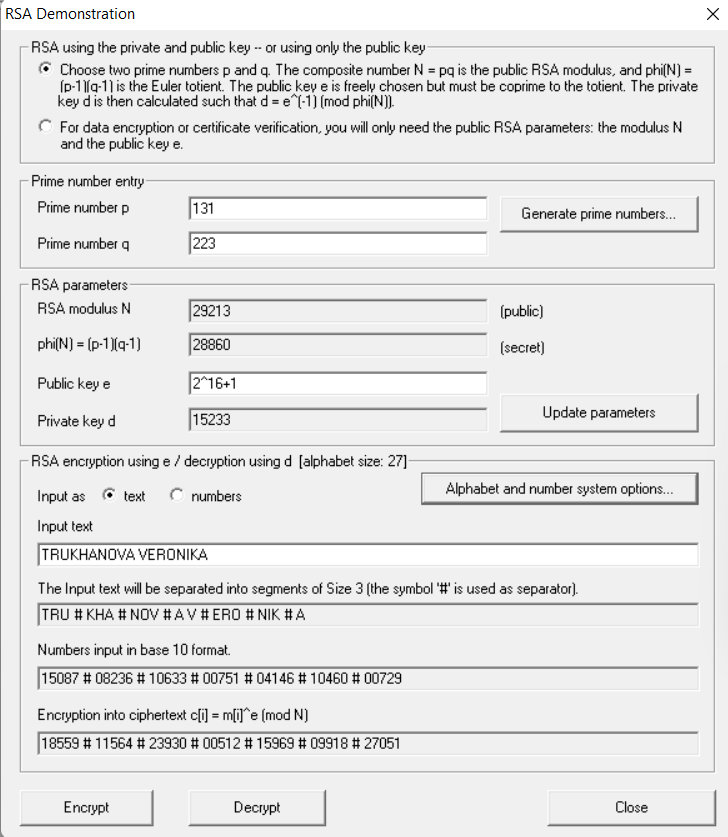 RSA Demonstration
RSA using the private and public key -- or using only the public key
Choose two prime numbers p and q. The composite number N = pq is the public RSA modulus, and phi(N) =
(p-1)(q-1) is the Euler totient. The public key e is freely chosen but must be coprime to the totient. The private
key d is then calculated such that d = e^(-1) (mod phi(N)).
For data encryption or certificate verification, you will only need the public RSA parameters: the modulus N
and the public key e.
Prime number entry
Prime number p
131
Generate prime numbers...
Prime number q
223
RSA parameters
RSA modulus N
29213
(public)
phi(N) = (p-1)(q-1)
28860
(secret)
Public key e
2^16+1
Private key d
15233
Update parameters
RSA encryption using e / decryption using d [alphabet size: 27]
Input as
text
numbers
Alphabet and number system options...
Input text
TRUKHANOVA VERONIKA
The Input text will be separated into segments of Size 3 (the symbol '#' is used as separator).
TRU # KHA # NOV # A V # ERO # NIK # A
Numbers input in base 10 format.
15087 # 08236 # 10633 # 00751 # 04146 # 10460 # 00729
Encryption into ciphertext c[i] = m[i]^e (mod N)
18559 # 11564 # 23930 # 00512 # 15969 # 09918 # 27051
Encrypt
Decrypt
Close